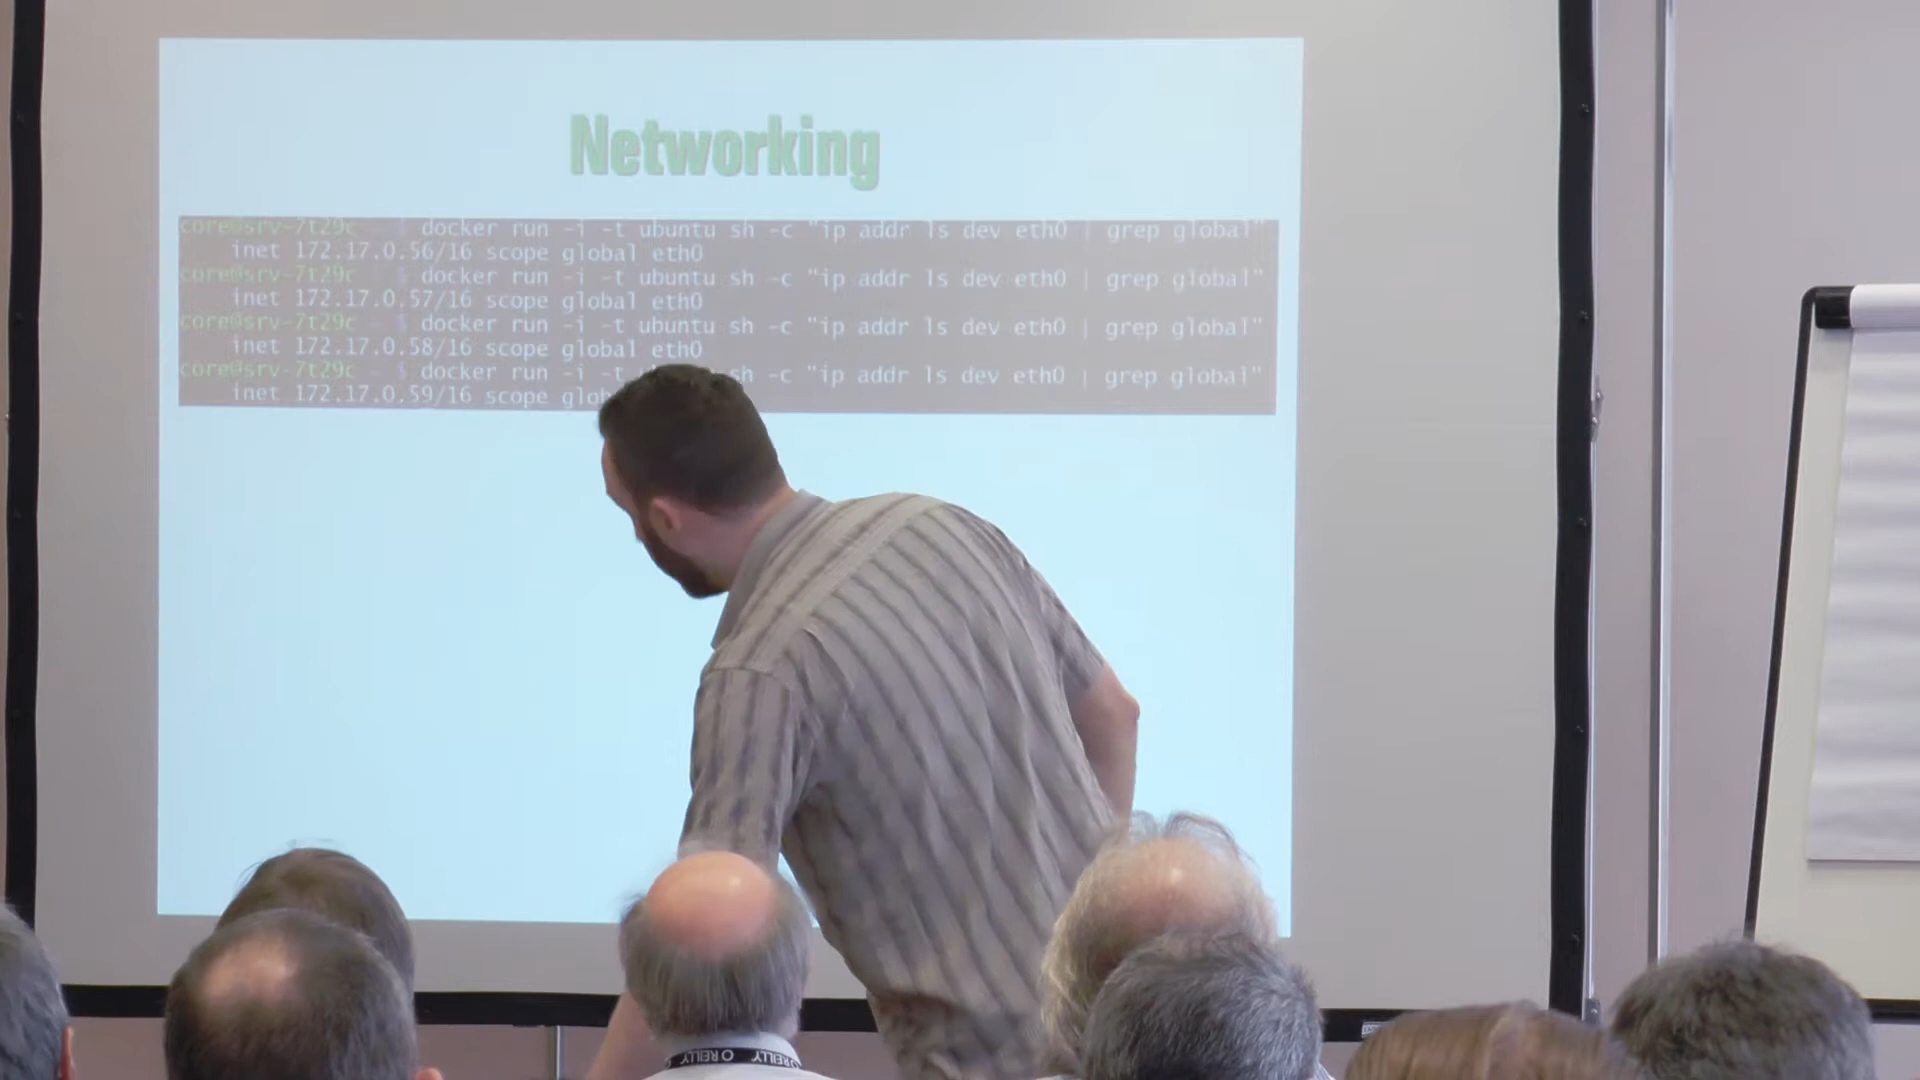 Networking
core@srv-7t29c ~ $ docker run -i -t ubuntu sh -c "ip addr ls dev eth0 | grep global"
inet 172.17.0.56/16 scope global eth0
core@srv-7t29c ~ $ docker run -i -t ubuntu sh -c "ip addr ls dev eth0 | grep global"
inet 172.17.0.57/16 scope global eth0
core@srv-7t29c ~ $ docker run -i -t ubuntu sh -c "ip addr ls dev eth0 | grep global"
inet 172.17.0.58/16 scope global eth0
core@srv-7t29c ~ $ docker run -i -t sh -c "ip addr ls dev eth0 | grep global"
inet 172.17.0.59/16 scope
O'REILLY O'REILLY